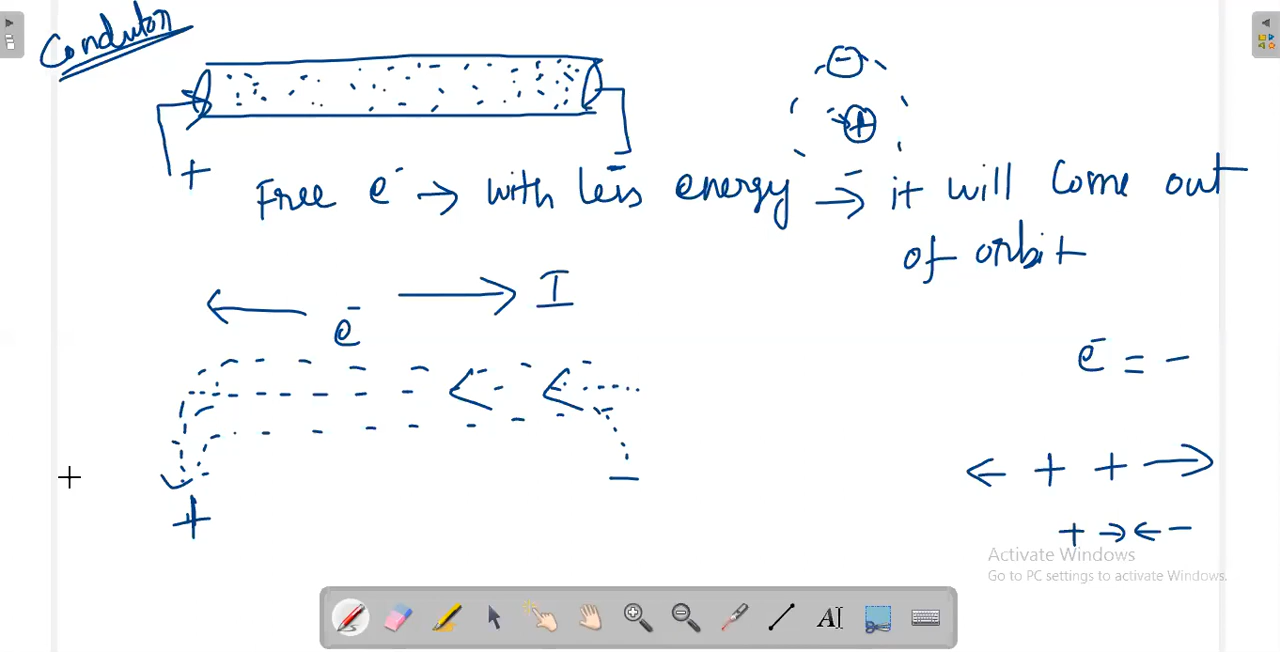 Condutor
-
+
+ -
Free e- → with less energy → it will come out
of orbit
← e- → I
e- = -
← + + →
+ → ← -
+ -
Activate Windows
Go to PC settings to activate Windows.
AI